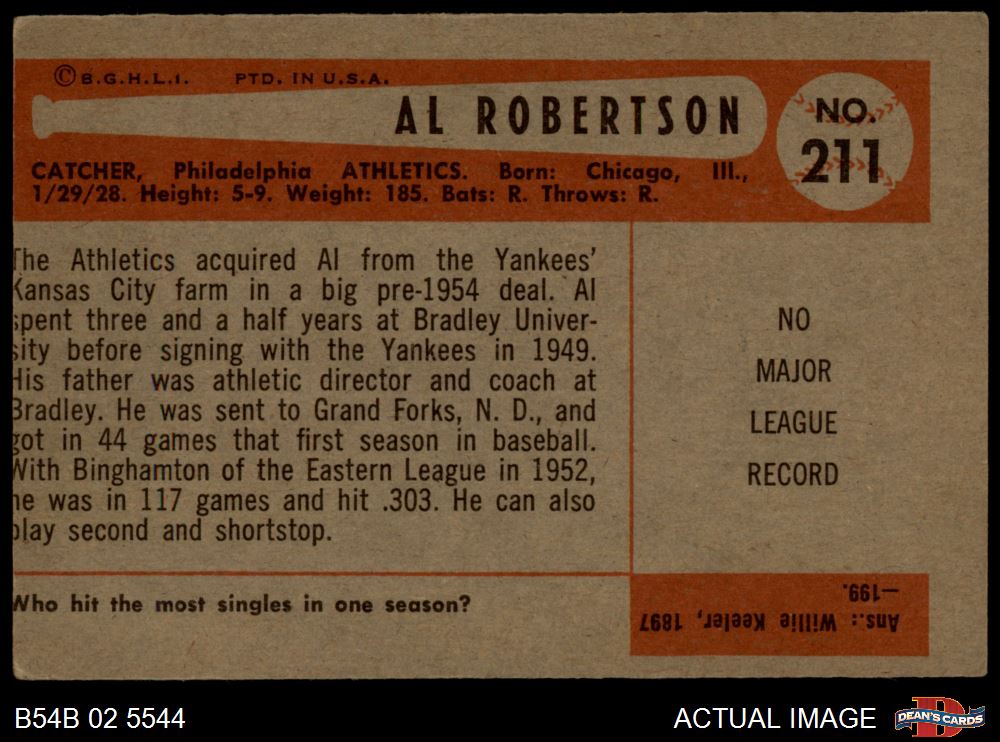 © B.G.H.L.I. PTD. IN U.S.A.
AL ROBERTSON
NO.
211
CATCHER, Philadelphia ATHLETICS. Born: Chicago, Ill.,
1/29/28. Height: 5-9. Weight: 185. Bats: R. Throws: R.
The Athletics acquired Al from the Yankees'
Kansas City farm in a big pre-1954 deal. Al
spent three and a half years at Bradley Univer-
sity before signing with the Yankees in 1949.
His father was athletic director and coach at
Bradley. He was sent to Grand Forks, N. D., and
got in 44 games that first season in baseball.
With Binghamton of the Eastern League in 1952,
he was in 117 games and hit .303. He can also
play second and shortstop.
NO
MAJOR
LEAGUE
RECORD
Who hit the most singles in one season?
Ans.: Willie Keeler, 1897
—199.
B54B 02 5544
ACTUAL IMAGE
DEAN'S CARDS